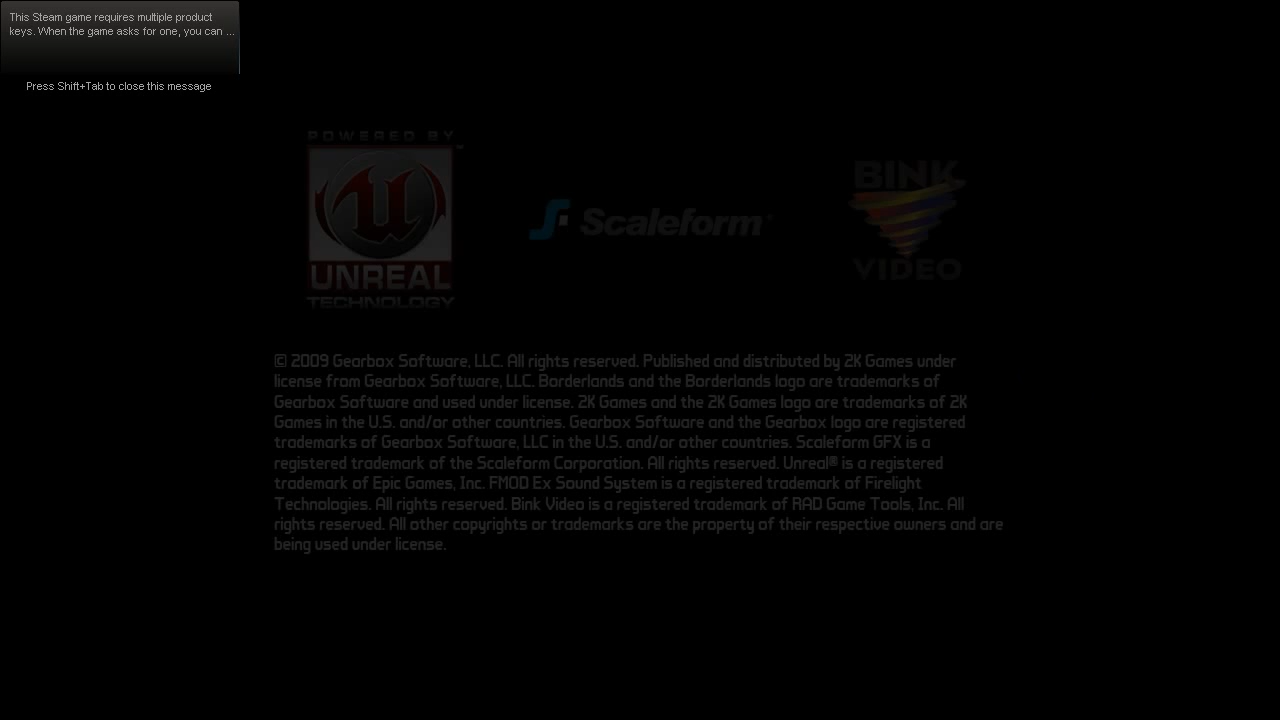 This Steam game requires multiple product
keys. When the game asks for one, you can ...
Press Shift+Tab to close this message
POWERED BY
UNREAL
TECHNOLOGY
Scaleform
BINK
VIDEO
© 2009 Gearbox Software, LLC. All rights reserved. Published and distributed by 2K Games under
license from Gearbox Software, LLC. Borderlands and the Borderlands logo are trademarks of
Gearbox Software and used under license. 2K Games and the 2K Games logo are trademarks of 2K
Games in the U.S. and/or other countries. Gearbox Software and the Gearbox logo are registered
trademarks of Gearbox Software, LLC in the U.S. and/or other countries. Scaleform GFX is a
registered trademark of the Scaleform Corporation. All rights reserved. Unreal® is a registered
trademark of Epic Games, Inc. FMOD Ex Sound System is a registered trademark of Firelight
Technologies. All rights reserved. Bink Video is a registered trademark of RAD Game Tools, Inc. All
rights reserved. All other copyrights or trademarks are the property of their respective owners and are
being used under license.